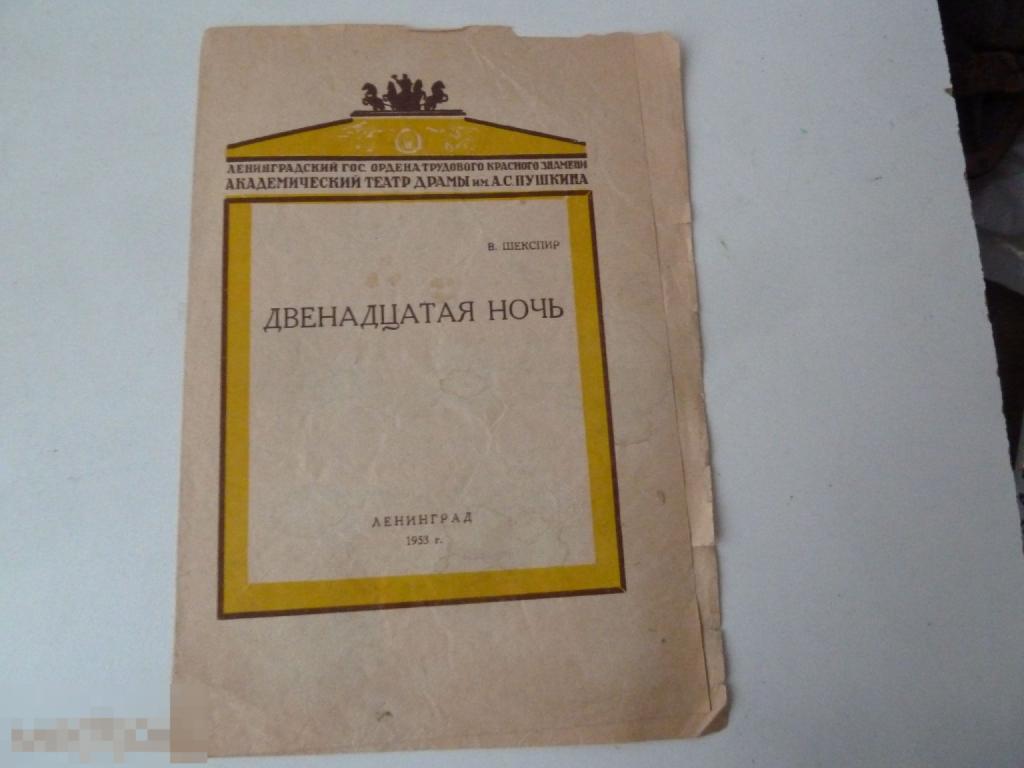 ЛЕНИНГРАДСКИЙ ГОС. ОРДЕНА ТРУДОВОГО КРАСНОГО ЗНАМЕНИ
АКАДЕМИЧЕСКИЙ ТЕАТР ДРАМЫ им. А.С. ПУШКИНА
В. ШЕКСПИР
ДВЕНАДЦАТАЯ НОЧЬ
ЛЕНИНГРАД
1953 г.